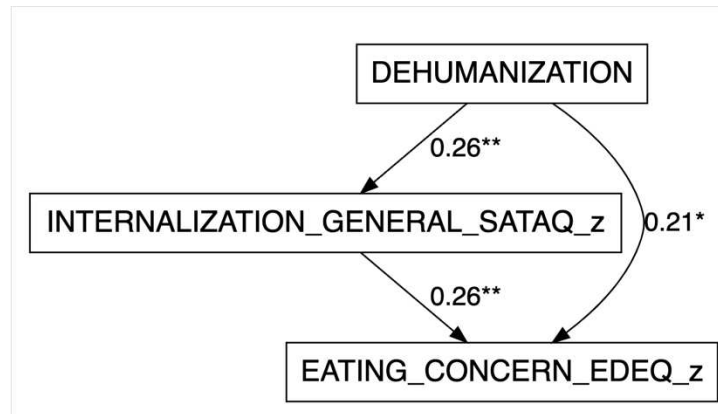 DEHUMANIZATION
0.26**
INTERNALIZATION_GENERAL_SATAQ_z
0.21*
0.26**
EATING_CONCERN_EDEQ_z